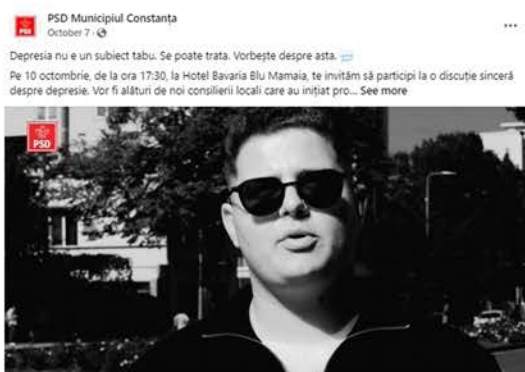 PSD Municipiul Constanța
October 7
Depresia nu e un subiect tabu. Se poate trata. Vorbește despre asta.
Pe 10 octombrie, de la ora 17:30, la Hotel Bavaria Blu Mamaia, te invităm să participi la o discuție sinceră
despre depresie. Vor fi alături de noi consilierii locali care au inițiat pro... See more
PSD